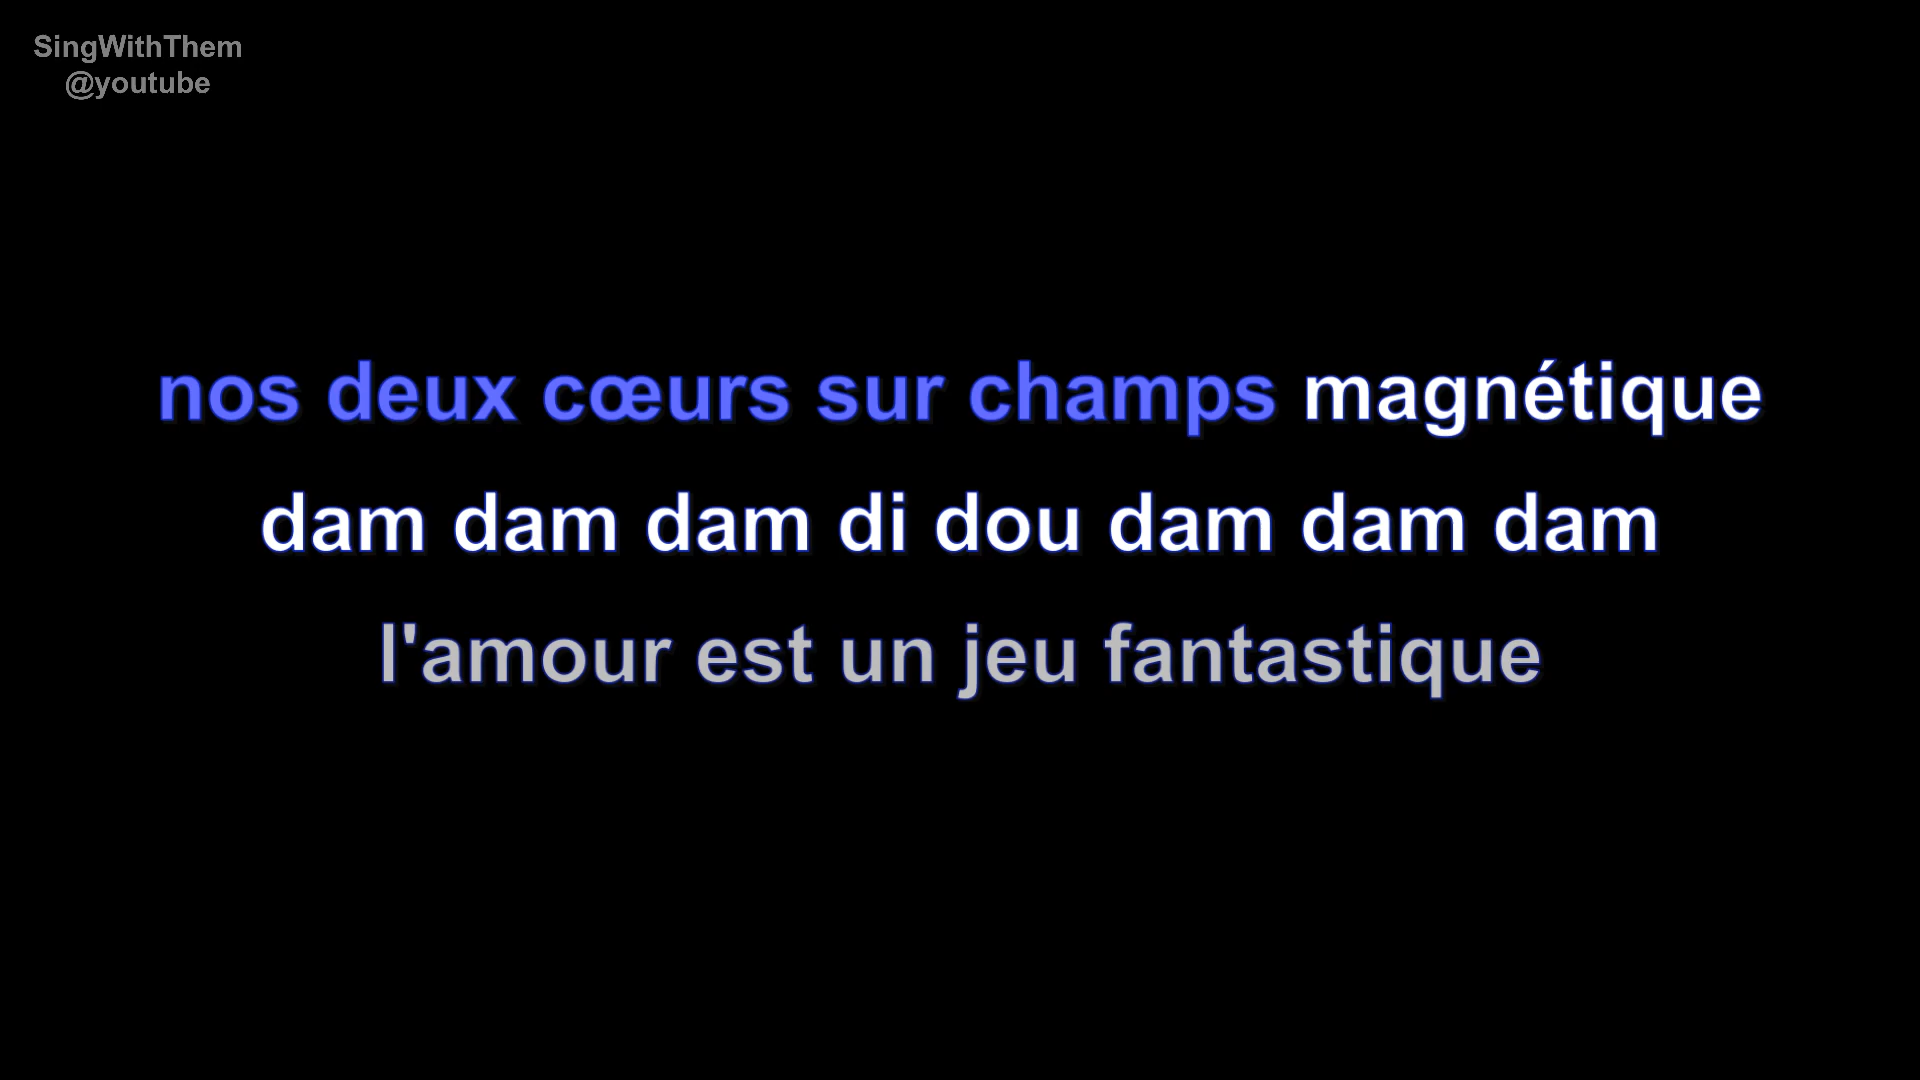 SingWithThem
@youtube
nos deux cœurs sur champs magnétique
dam dam dam di dou dam dam dam
l'amour est un jeu fantastique